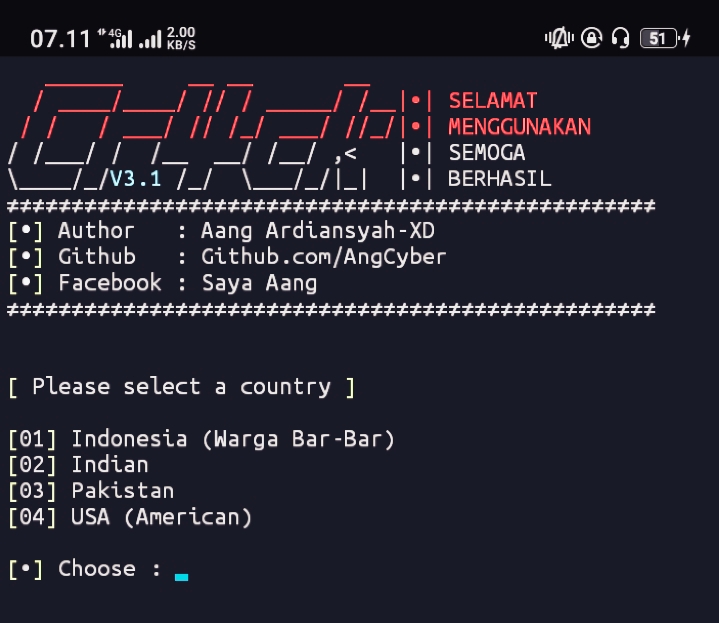 07.11 4G 2.00 KB/S 51
|•| SELAMAT
|•| MENGGUNAKAN
|•| SEMOGA
V3.1 |•| BERHASIL
≠≠≠≠≠≠≠≠≠≠≠≠≠≠≠≠≠≠≠≠≠≠≠≠≠≠≠≠≠≠≠≠≠≠≠≠≠≠≠≠≠≠≠≠≠≠≠≠≠≠
[•] Author : Aang Ardiansyah-XD
[•] Github : Github.com/AngCyber
[•] Facebook : Saya Aang
≠≠≠≠≠≠≠≠≠≠≠≠≠≠≠≠≠≠≠≠≠≠≠≠≠≠≠≠≠≠≠≠≠≠≠≠≠≠≠≠≠≠≠≠≠≠≠≠≠≠
[ Please select a country ]
[01] Indonesia (Warga Bar-Bar)
[02] Indian
[03] Pakistan
[04] USA (American)
[•] Choose :